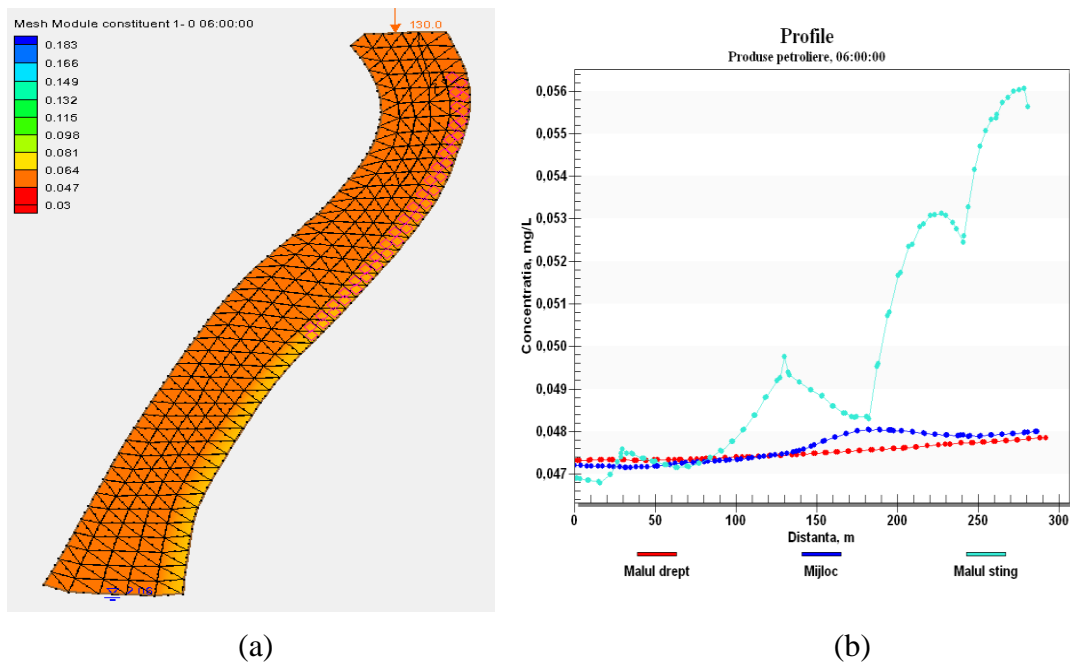 Mesh Module constituent 1- 0 06:00:00
0.183
0.166
0.149
0.132
0.115
0.098
0.081
0.064
0.047
0.03
130.0
(a)
Profile
Produse petroliere, 06:00:00
Concentratia, mg/L
0,056
0,055
0,054
0,053
0,052
0,051
0,050
0,049
0,048
0,047
0
50
100
150
200
250
300
Distanta, m
Malul drept
Mijloc
Malul sting
(b)